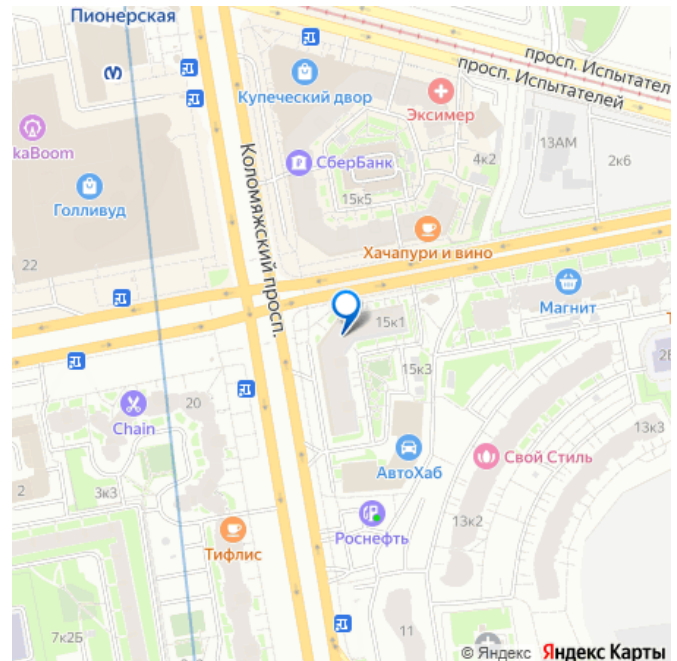 Пионерская
просп. Испытател
просп. Испытателей
Купеческий двор
Эксимер
kaBoom
СберБанк
13АМ
2к6
4к2
Голливуд
15к5
Коломяжский просп.
Хачапури и вино
22
Магнит
15к1
15к3
2
20
Chain
13к3
Свой Стиль
АвтоХаб
2
3к3
13к2
Роснефть
Тифлис
7к2Б
11
© Яндекс Яндекс Карты